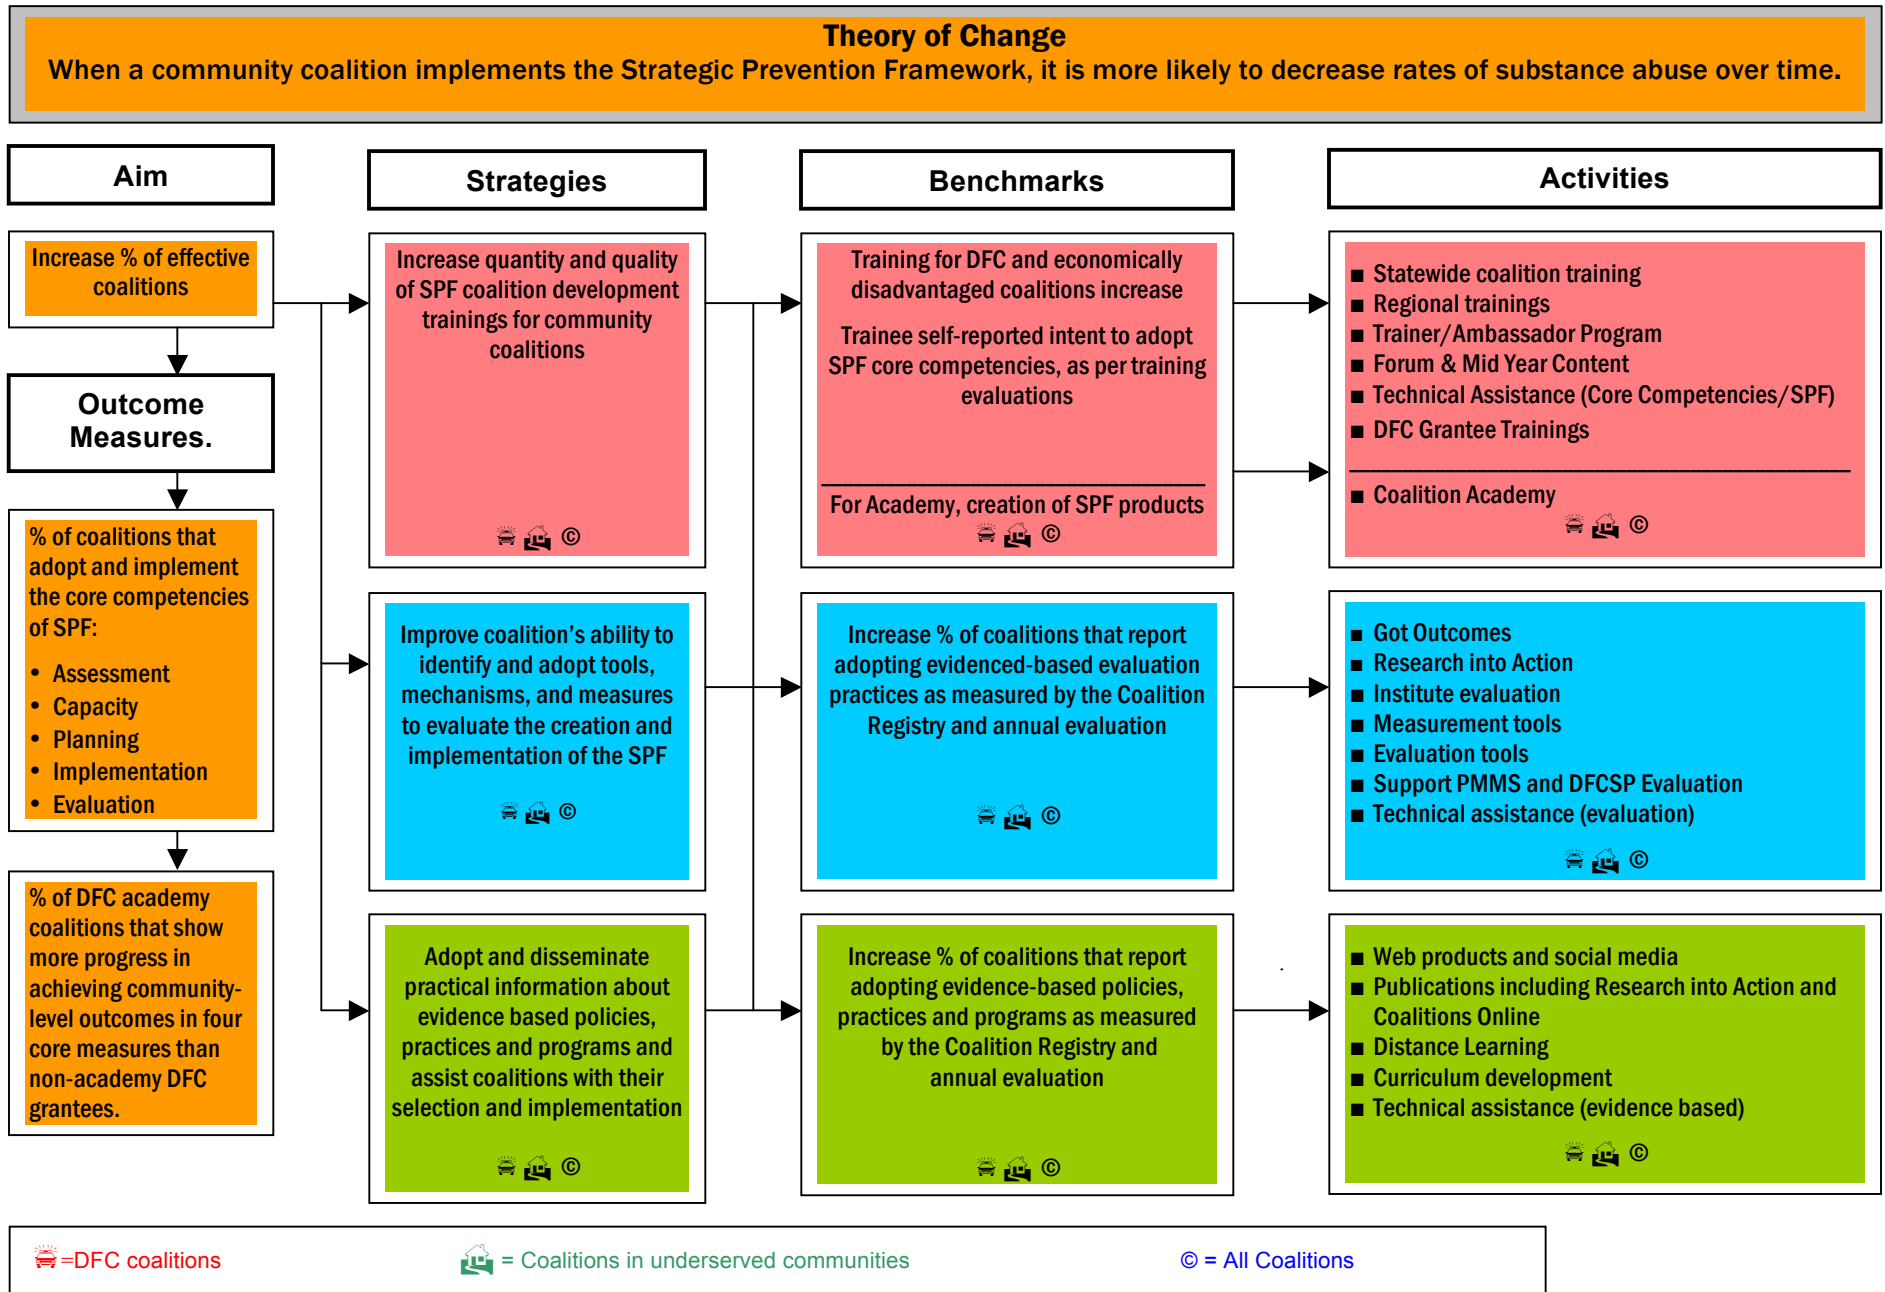 Theory of Change
When a community coalition implements the Strategic Prevention Framework, it is more likely to decrease rates of substance abuse over time.
Aim
Strategies
Benchmarks
Activities
Increase % of effective
coalitions
Outcome
Measures.
% of coalitions that
adopt and implement
the core competencies
of SPF:
• Assessment
• Capacity
• Planning
• Implementation
• Evaluation
% of DFC academy
coalitions that show
more progress in
achieving community-
level outcomes in four
core measures than
non-academy DFC
grantees.
Increase quantity and quality
of SPF coalition development
trainings for community
coalitions
©
Training for DFC and economically
disadvantaged coalitions increase
Trainee self-reported intent to adopt
SPF core competencies, as per training
evaluations
For Academy, creation of SPF products
©
■ Statewide coalition training
■ Regional trainings
■ Trainer/Ambassador Program
■ Forum & Mid Year Content
■ Technical Assistance (Core Competencies/SPF)
■ DFC Grantee Trainings
■ Coalition Academy
©
Improve coalition’s ability to
identify and adopt tools,
mechanisms, and measures
to evaluate the creation and
implementation of the SPF
©
Increase % of coalitions that report
adopting evidenced-based evaluation
practices as measured by the Coalition
Registry and annual evaluation
©
■ Got Outcomes
■ Research into Action
■ Institute evaluation
■ Measurement tools
■ Evaluation tools
■ Support PMMS and DFCSP Evaluation
■ Technical assistance (evaluation)
©
Adopt and disseminate
practical information about
evidence based policies,
practices and programs and
assist coalitions with their
selection and implementation
©
Increase % of coalitions that report
adopting evidence-based policies,
practices and programs as measured
by the Coalition Registry and
annual evaluation
©
■ Web products and social media
■ Publications including Research into Action and
Coalitions Online
■ Distance Learning
■ Curriculum development
■ Technical assistance (evidence based)
©
=DFC coalitions
= Coalitions in underserved communities
© = All Coalitions